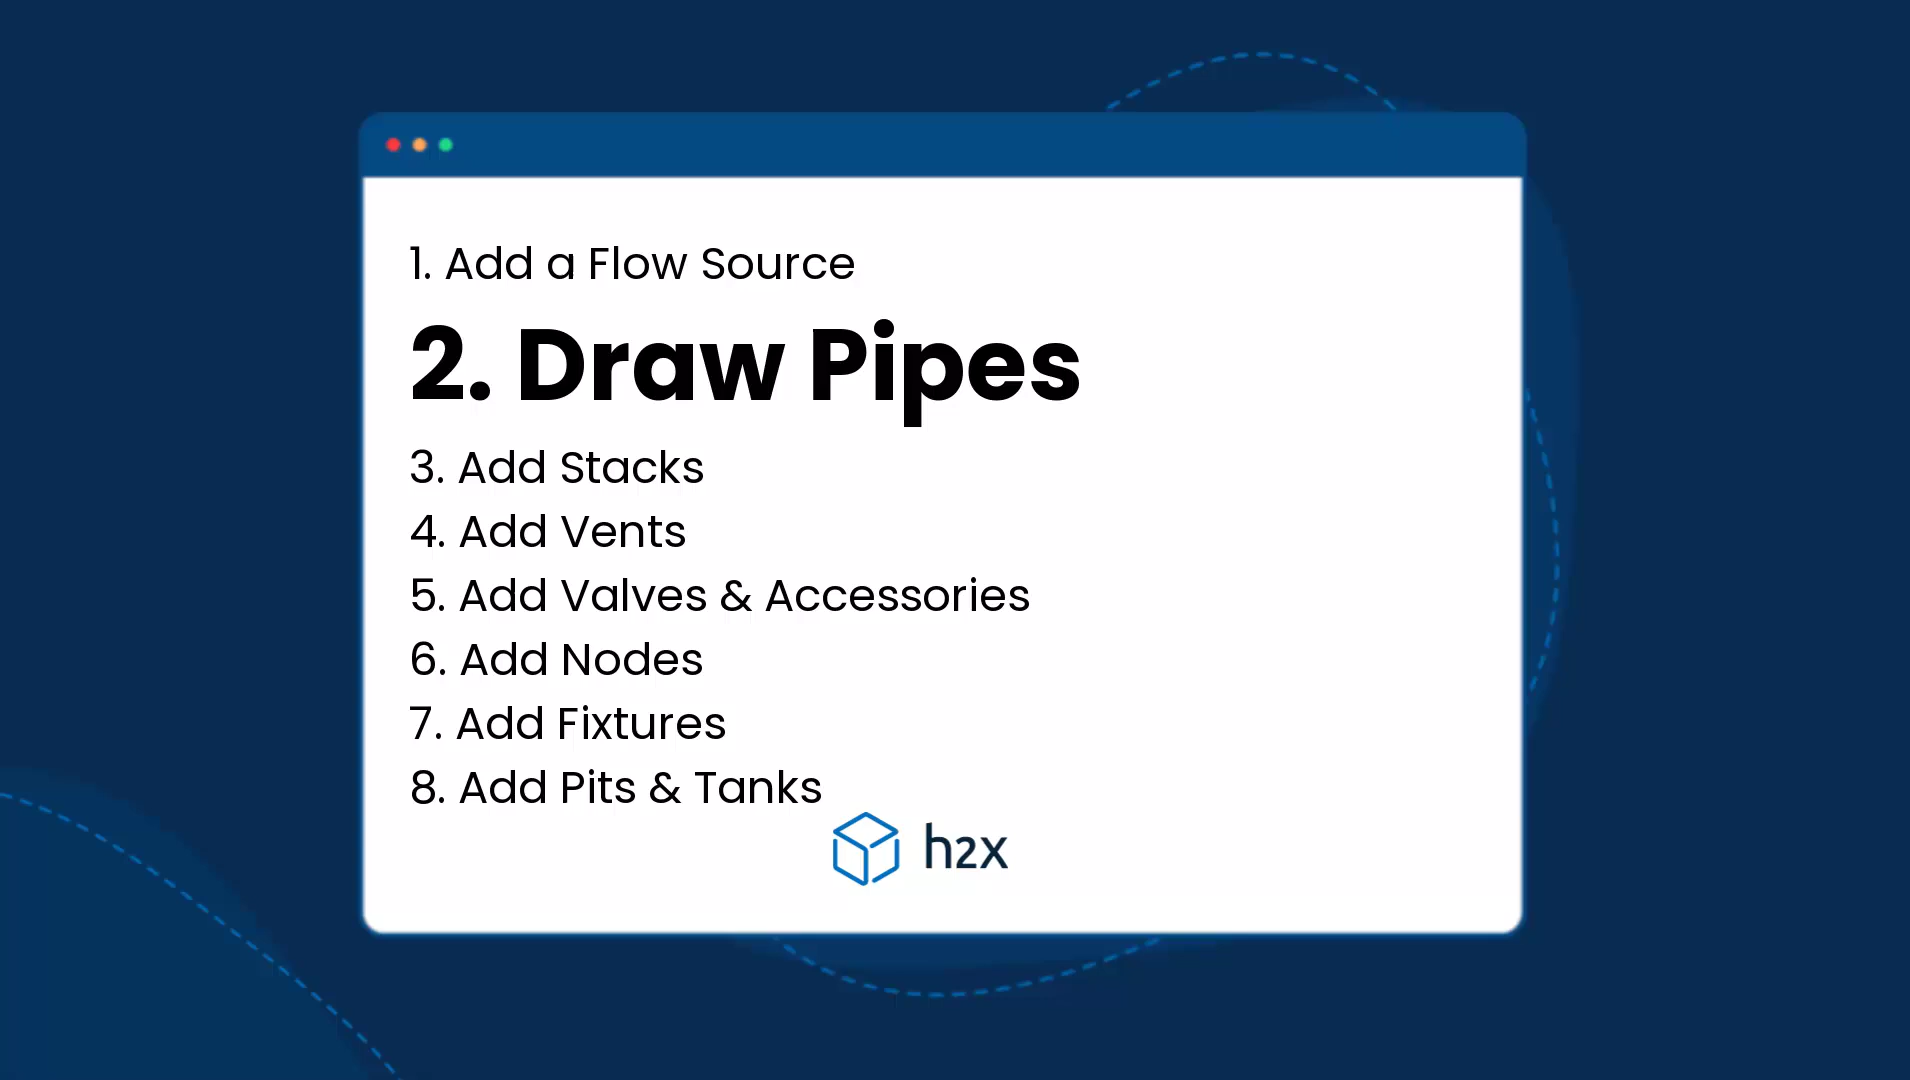 1. Add a Flow Source
2. Draw Pipes
3. Add Stacks
4. Add Vents
5. Add Valves & Accessories
6. Add Nodes
7. Add Fixtures
8. Add Pits & Tanks
h2x